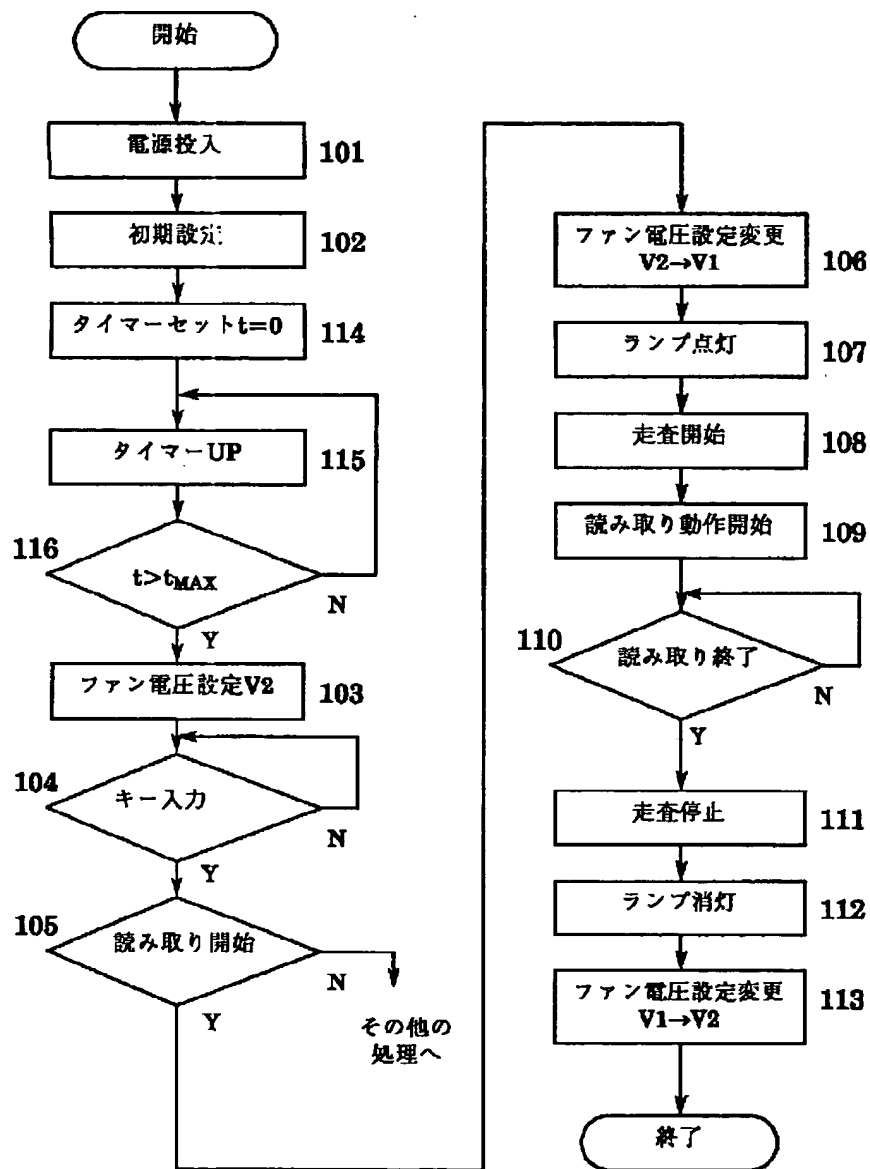 開始
電源投入
101
初期設定
102
タイマーセットt=0
114
タイマーUP
115
116
t>tMAX
N
Y
ファン電圧設定V2
103
104
キー入力
N
Y
105
読み取り開始
N
Y
その他の
処理へ
ファン電圧設定変更
V2→V1
106
ランプ点灯
107
走査開始
108
読み取り動作開始
109
110
読み取り終了
N
Y
走査停止
111
ランプ消灯
112
ファン電圧設定変更
V1→V2
113
終了